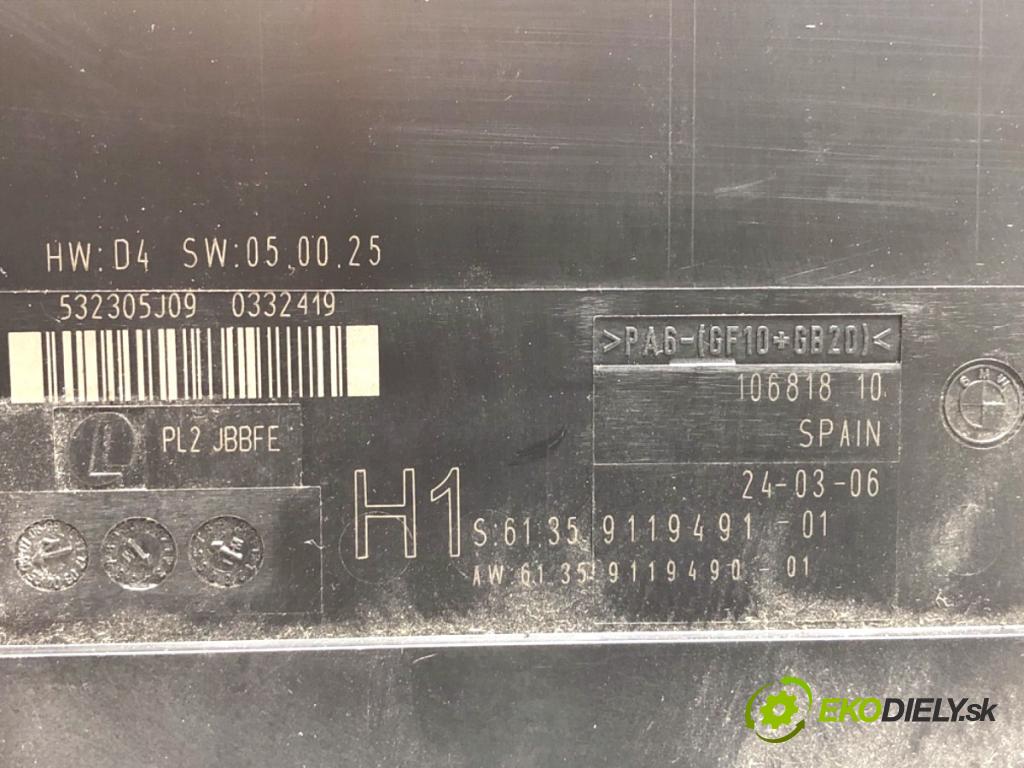 HW:D4 SW:05.00.25
532305J09 0332419
>PA6-(GF10+GB20)<
106818 10
BMW
PL2 JBBFE
SPAIN
24-03-06
H1
S:61.35 9119491-01
AW 61.35 9119490-01
EKODIELY.sk